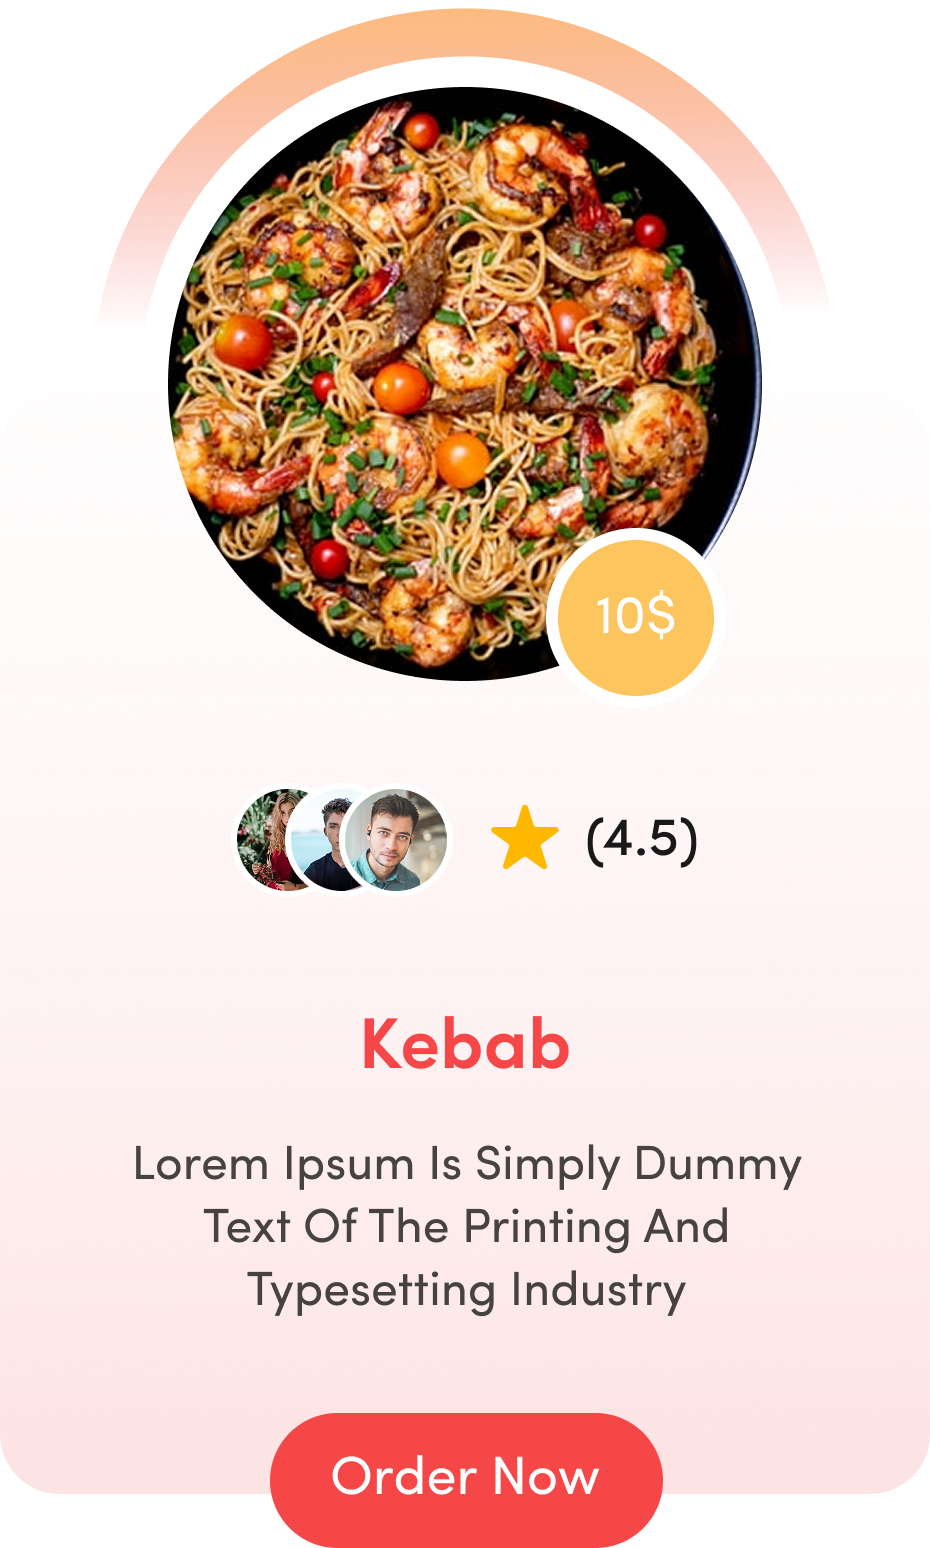 10$
(4.5)
Kebab
Lorem Ipsum Is Simply Dummy
Text Of The Printing And
Typesetting Industry
Order Now